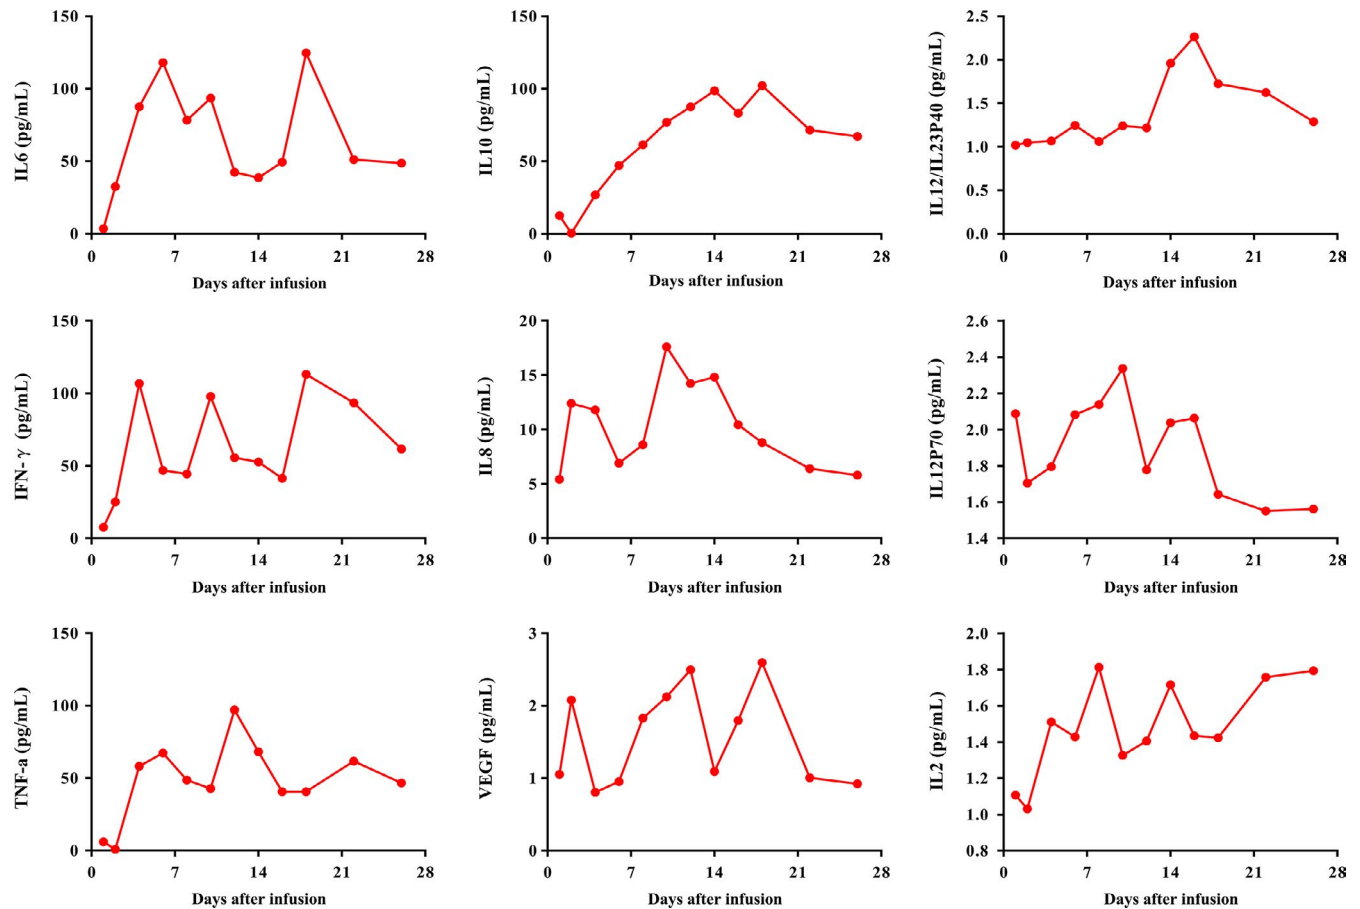 IL6 (pg/mL)
150
100
50
0
0 7 14 21 28
Days after infusion
IL10 (pg/mL)
150
100
50
0
0 7 14 21 28
Days after infusion
IL12/IL23P40 (pg/mL)
2.5
2.0
1.5
1.0
0.5
0.0
0 7 14 21 28
Days after infusion
IFN-γ (pg/mL)
150
100
50
0
0 7 14 21 28
Days after infusion
IL8 (pg/mL)
20
15
10
5
0
0 7 14 21 28
Days after infusion
IL12P70 (pg/mL)
2.6
2.4
2.2
2.0
1.8
1.6
1.4
0 7 14 21 28
Days after infusion
TNF-a (pg/mL)
150
100
50
0
0 7 14 21 28
Days after infusion
VEGF (pg/mL)
3
2
1
0
0 7 14 21 28
Days after infusion
IL2 (pg/mL)
2.0
1.8
1.6
1.4
1.2
1.0
0.8
0 7 14 21 28
Days after infusion